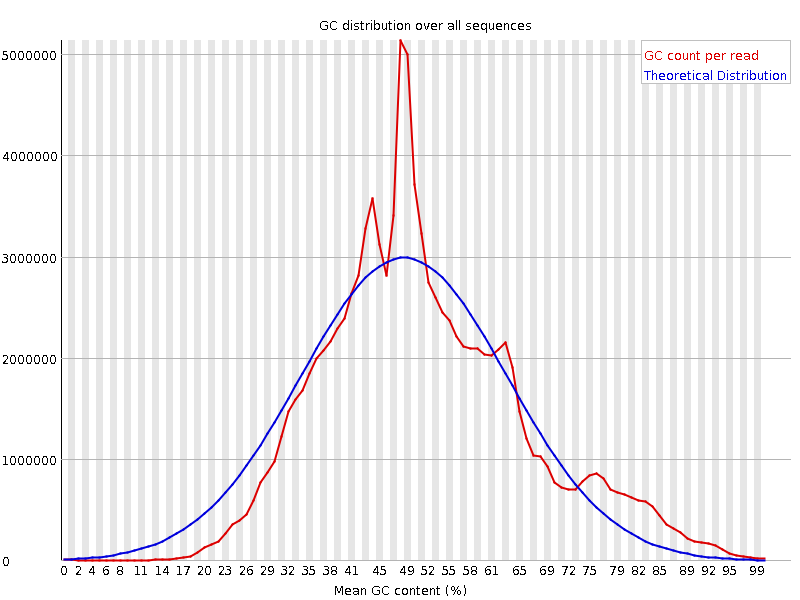 GC distribution over all sequences
GC count per read
Theoretical Distribution
5000000
4000000
3000000
2000000
1000000
0
0 2 4 6 8 11 14 17 20 23 26 29 32 35 38 41 45 49 52 55 58 61 65 69 72 75 79 82 85 89 92 95 99
Mean GC content (%)